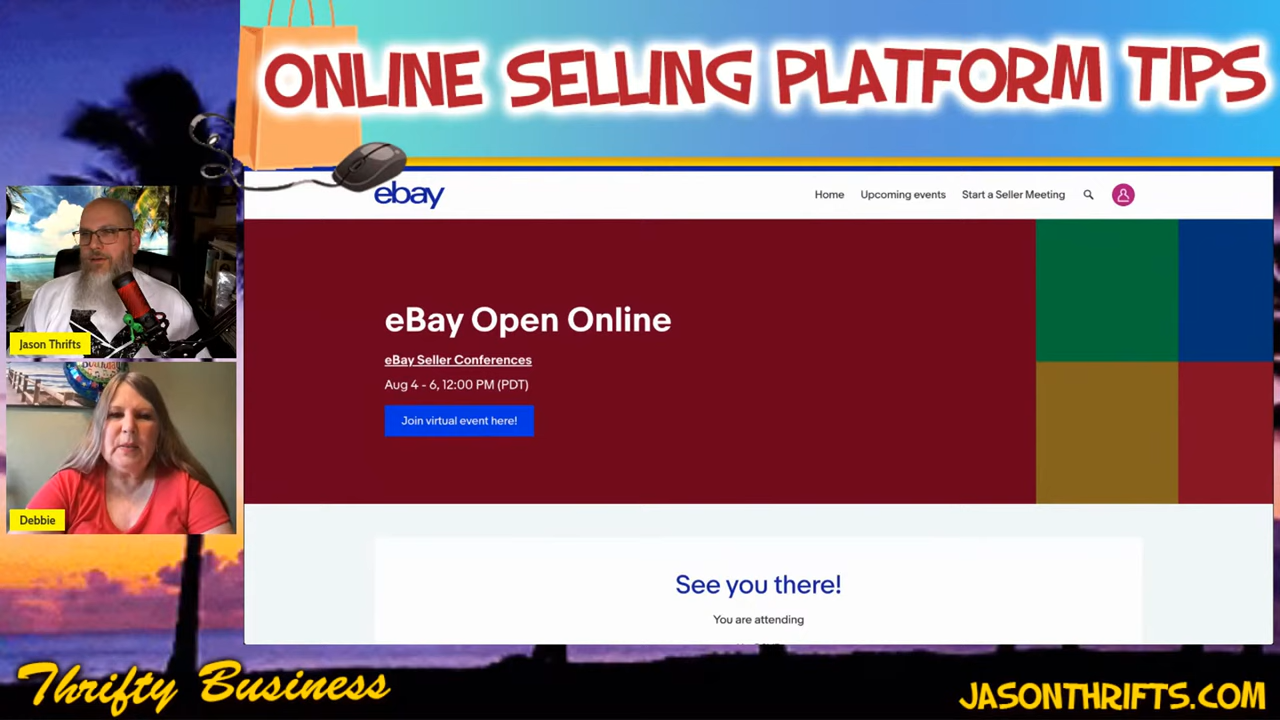 ONLINE SELLING PLATFORM TIPS
ebay
Home Upcoming events Start a Seller Meeting
eBay Open Online
eBay Seller Conferences
Aug 4 - 6, 12:00 PM (PDT)
Join virtual event here!
See you there!
You are attending
Jason Thrifts
Debbie
Thrifty Business
JASONTHRIFTS.COM